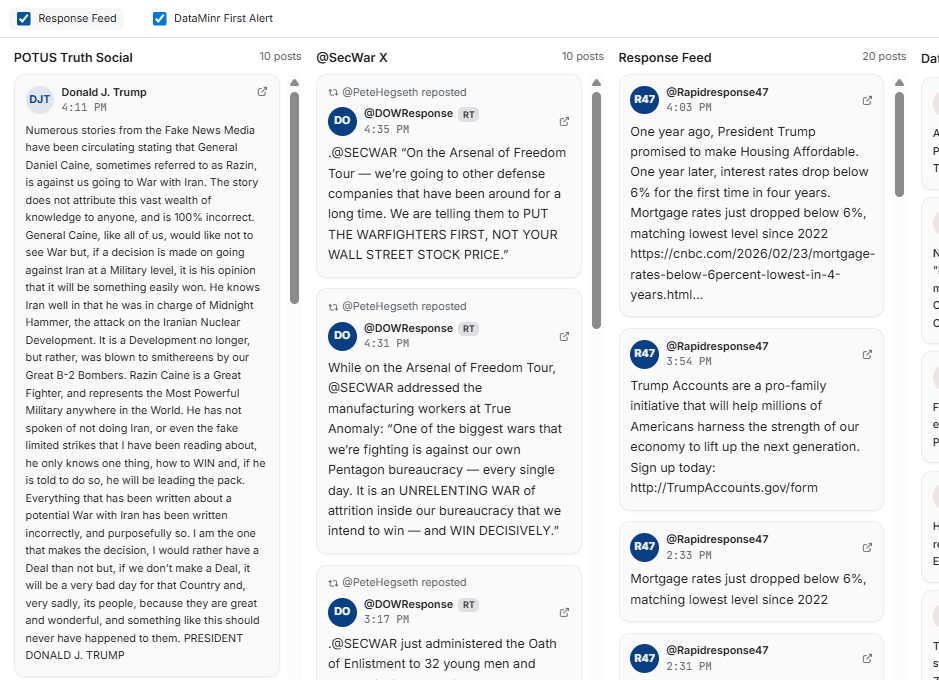 Response Feed
DataMinr First Alert
POTUS Truth Social
10 posts
DJT
Donald J. Trump
4:11 PM
Numerous stories from the Fake News Media
have been circulating stating that General
Daniel Caine, sometimes referred to as Razin,
is against us going to War with Iran. The story
does not attribute this vast wealth of
knowledge to anyone, and is 100% incorrect.
General Caine, like all of us, would like not to
see War but, if a decision is made on going
against Iran at a Military level, it is his opinion
that it will be something easily won. He knows
Iran well in that he was in charge of Midnight
Hammer, the attack on the Iranian Nuclear
Development. It is a Development no longer,
but rather, was blown to smithereens by our
Great B-2 Bombers. Razin Caine is a Great
Fighter, and represents the Most Powerful
Military anywhere in the World. He has not
spoken of not doing Iran, or even the fake
limited strikes that I have been reading about,
he only knows one thing, how to WIN and, if he
is told to do so, he will be leading the pack.
Everything that has been written about a
potential War with Iran has been written
incorrectly, and purposefully so. I am the one
that makes the decision, I would rather have a
Deal than not but, if we don’t make a Deal, it
will be a very bad day for that Country and,
very sadly, its people, because they are great
and wonderful, and something like this should
never have happened to them. PRESIDENT
DONALD J. TRUMP
@SecWar X
10 posts
@PeteHegseth reposted
DO
@DOWResponse RT
4:35 PM
.@SECWAR “On the Arsenal of Freedom
Tour — we’re going to other defense
companies that have been around for a
long time. We are telling them to PUT
THE WARFIGHTERS FIRST, NOT YOUR
WALL STREET STOCK PRICE.”
@PeteHegseth reposted
DO
@DOWResponse RT
4:31 PM
While on the Arsenal of Freedom Tour,
@SECWAR addressed the
manufacturing workers at True
Anomaly: “One of the biggest wars that
we’re fighting is against our own
Pentagon bureaucracy — every single
day. It is an UNRELENTING WAR of
attrition inside our bureaucracy that we
intend to win — and WIN DECISIVELY.”
@PeteHegseth reposted
DO
@DOWResponse RT
3:17 PM
.@SECWAR just administered the Oath
of Enlistment to 32 young men and
Response Feed
20 posts
R47
@Rapidresponse47
4:03 PM
One year ago, President Trump
promised to make Housing Affordable.
One year later, interest rates drop below
6% for the first time in four years.
Mortgage rates just dropped below 6%,
matching lowest level since 2022
https://cnbc.com/2026/02/23/mortgage-
rates-below-6percent-lowest-in-4-
years.html...
R47
@Rapidresponse47
3:54 PM
Trump Accounts are a pro-family
initiative that will help millions of
Americans harness the strength of our
economy to lift up the next generation.
Sign up today:
http://TrumpAccounts.gov/form
R47
@Rapidresponse47
2:33 PM
Mortgage rates just dropped below 6%,
matching lowest level since 2022
R47
@Rapidresponse47
2:31 PM